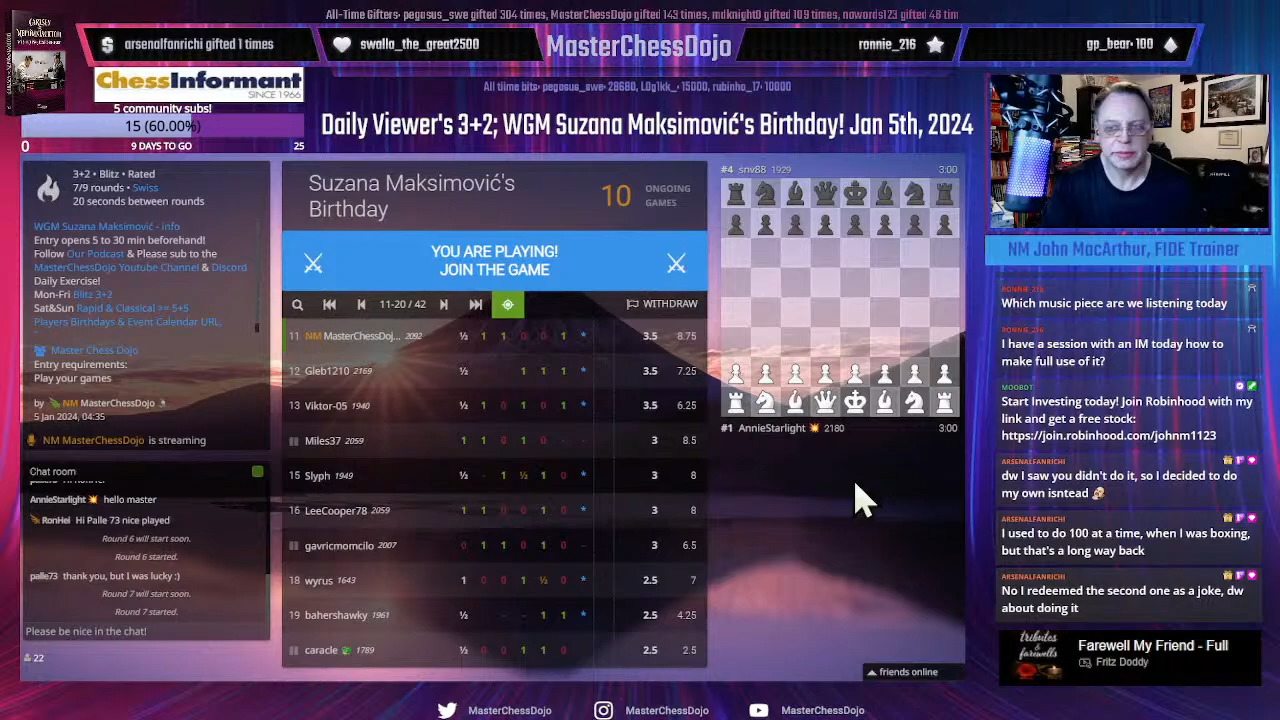 All-Time Gifters· pegasus_swe gifted 304 times, MasterChessDojo gifted 143 times, mdknight0 gifted 109 times, nowards123 gifted 48 tim
arsenalfanrichi gifted 1 times
swalla_the_great2500
MasterChessDojo
ronnie_216
gp_bear· 100
ChessInformant
SINCE 1966
All time bits· pegasus_swe· 28680, L0g1kk_· 15000, rubinho_17· 10000
5 community subs!
15 (60.00%)
0 9 DAYS TO GO 25
Daily Viewer's 3+2; WGM Suzana Maksimović's Birthday! Jan 5th, 2024
3+2 • Blitz • Rated
7/9 rounds • Swiss
20 seconds between rounds
WGM Suzana Maksimović - info
Entry opens 5 to 30 min beforehand!
Follow Our Podcast & Please sub to the
MasterChessDojo Youtube Channel & Discord
Daily Exercise!
Mon-Fri Blitz 3+2
Sat&Sun Rapid & Classical >= 5+5
Players Birthdays & Event Calendar URL,
Master Chess Dojo
Entry requirements:
Play your games
by NM MasterChessDojo
5 Jan 2024, 04:35
NM MasterChessDojo is streaming
Chat room
AnnieStarlight hello master
RonHei Hi Palle 73 nice played
Round 6 will start soon.
Round 6 started.
palle73 thank you, but I was lucky :)
Round 7 will start soon.
Round 7 started.
Please be nice in the chat!
22
Suzana Maksimović's
Birthday
10 ONGOING
GAMES
YOU ARE PLAYING!
JOIN THE GAME
11-20 / 42 WITHDRAW
11 NM MasterChessDoj... 2092 ½ 1 1 0 0 1 * 3.5 8.75
12 Gleb1210 2169 ½ 1 1 1 * 3.5 7.25
13 Viktor-05 1940 ½ 1 0 1 0 1 * 3.5 6.25
Miles37 2059 1 1 0 1 0 - - 3 8.5
15 Slyph 1949 ½ - 1 ½ 1 0 * 3 8
16 LeeCooper78 2059 1 1 0 0 1 0 * 3 8
gavricmomcilo 2007 0 1 1 0 1 0 - 3 6.5
18 wyrus 1643 1 0 0 1 ½ 0 * 2.5 7
19 bahershawky 1961 ½ - - 1 1 * 2.5 4.25
caracle 1789 ½ 0 0 1 1 0 2.5 2.5
#4 snv88 1929 3:00
#1 AnnieStarlight 2180 3:00
friends online
NM John MacArthur, FIDE Trainer
RONNIE_216
Which music piece are we listening
RONNIE_216
I have a session with an IM today how to
make full use of it?
MOOBOT
Start Investing today! Join Robinhood with my
link and get a free stock:
https://join.robinhood.com/johnm1123
ARSENALFANRICHI
dw I saw you didn't do it, so I decided to
do my own isntead
ARSENALFANRICHI
I used to do 100 at a time, when I was boxing,
but that's a long way back
ARSENALFANRICHI
No I redeemed the second one as a joke, dw
about doing it
tributes
& farewells
Farewell My Friend - Full
Fritz Doddy
MasterChessDojo
MasterChessDojo
MasterChessDojo